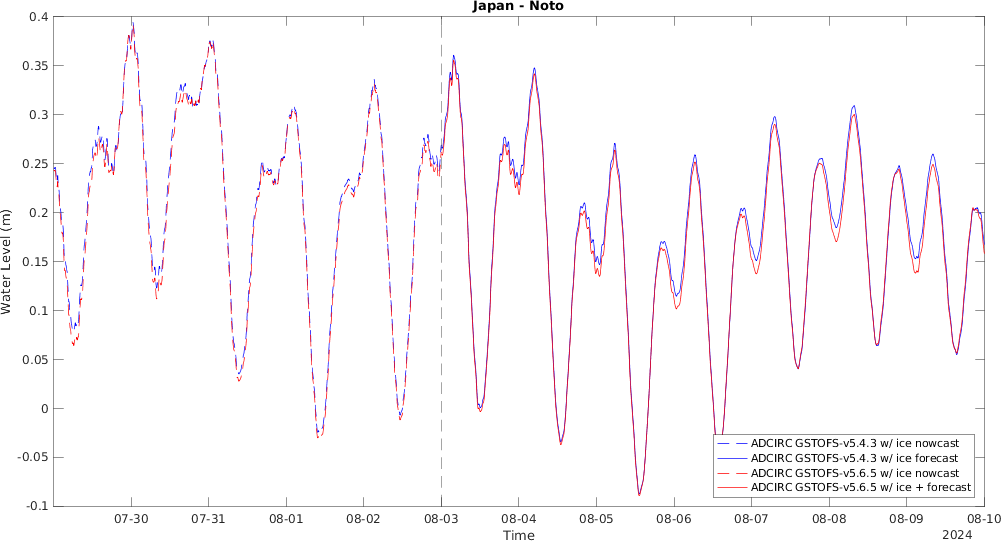 Japan - Noto
Water Level (m)
0.4
0.35
0.3
0.25
0.2
0.15
0.1
0.05
0
-0.05
-0.1
ADCIRC GSTOFS-v5.4.3 w/ ice nowcast
ADCIRC GSTOFS-v5.4.3 w/ ice forecast
ADCIRC GSTOFS-v5.6.5 w/ ice nowcast
ADCIRC GSTOFS-v5.6.5 w/ ice + forecast
07-30 07-31 08-01 08-02 08-03 08-04 08-05 08-06 08-07 08-08 08-09 08-10
Time
2024